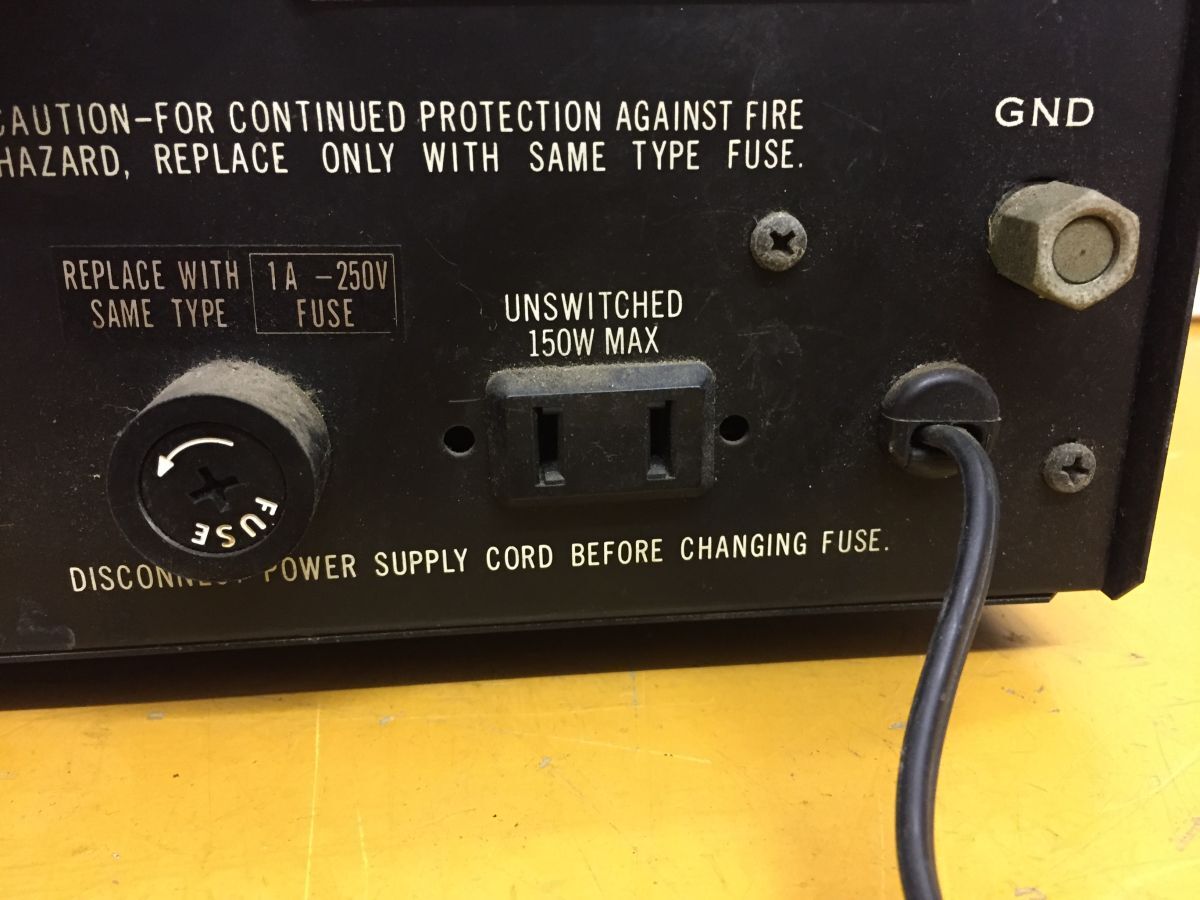 CAUTION–FOR CONTINUED PROTECTION AGAINST FIRE
HAZARD, REPLACE ONLY WITH SAME TYPE FUSE.
GND
REPLACE WITH
SAME TYPE
1A –250V
FUSE
UNSWITCHED
150W MAX
FUSE
DISCONNECT POWER SUPPLY CORD BEFORE CHANGING FUSE.